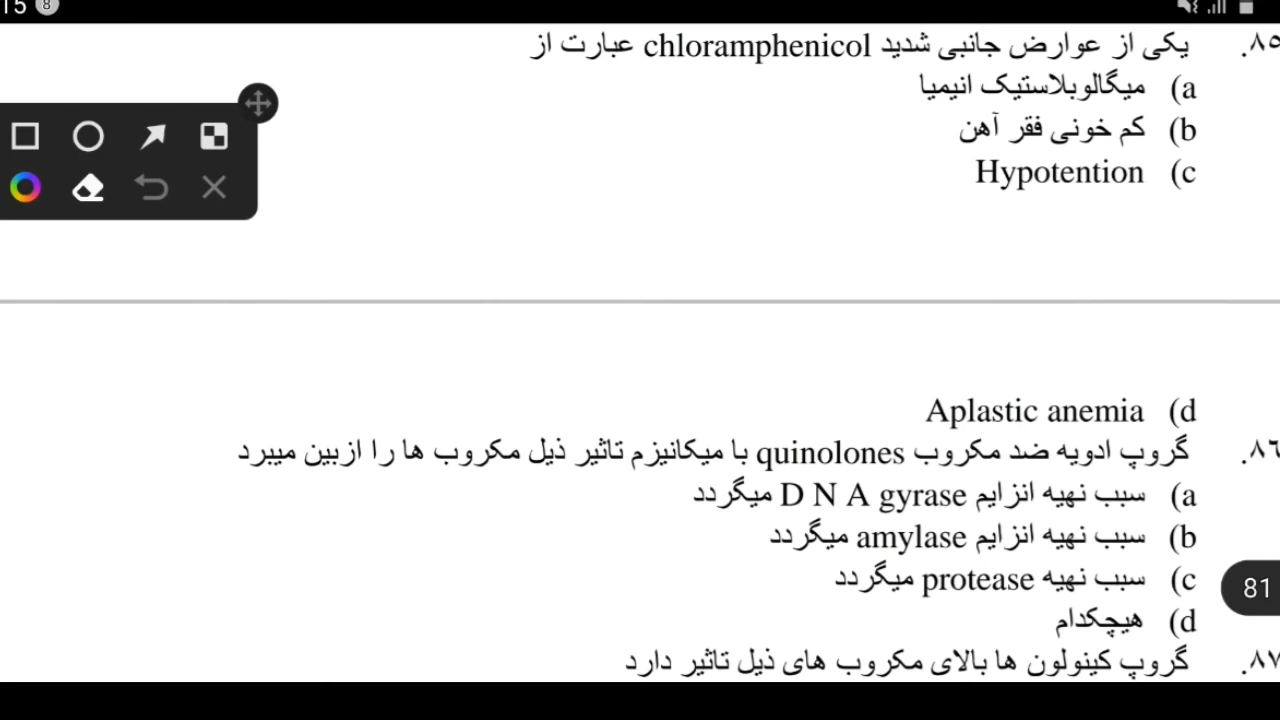 15 8
۸۵. یکی از عوارض جانبی شدید chloramphenicol عبارت از
a) میگالوبلاستیک انیمیا
b) کم خونی فقر آهن
c) Hypotention
d) Aplastic anemia
۸٦. گروپ ادویه ضد مکروب quinolones با میکانیزم تاثیر ذیل مکروب ها را ازبین میبرد
a) سبب نهیه انزایم D N A gyrase میگردد
b) سبب نهیه انزایم amylase میگردد
c) سبب نهیه protease میگردد
81
d) هیچکدام
۸۷. گروپ کینولون ها بالای مکروب های ذیل تاثیر دارد